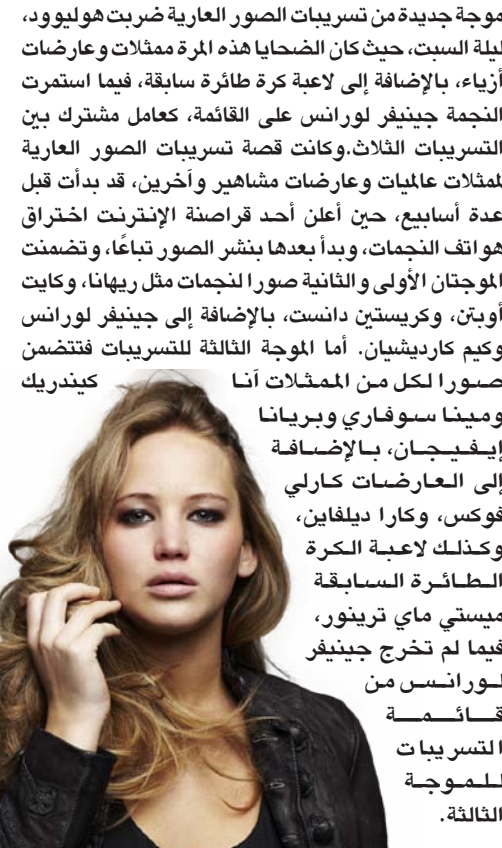 موجة جديدة من تسريبات الصور العارية ضربت هوليوود،
ليلة السبت، حيث كان الضحايا هذه المرة ممثلات وعارضات
أزياء، بالإضافة إلى لاعبة كرة طائرة سابقة، فيما استمرت
النجمة جينيفر لورانس على القائمة، كعامل مشترك بين
التسريبات الثلاث.وكانت قصة تسريبات الصور العارية
لممثلات عالميات وعارضات مشاهير وآخرين، قد بدأت قبل
عدة أسابيع، حين أعلن أحد قراصنة الإنترنت اختراق
هواتف النجمات، وبدأ بعدها بنشر الصور تباعًا، وتضمنت
الموجتان الأولى والثانية صورا لنجمات مثل ريهانا، وكايت
أوبتن، وكريستين دانست، بالإضافة إلى جينيفر لورانس
وكيم كارديشيان. أما الموجة الثالثة للتسريبات فتتضمن
صورا لكل من الممثلات آنا كيندريك
ومينا سوفاري وبريانا
إيفيجان، بالإضافة
إلى العارضات كارلي
فوكس، وكارا ديلفاين،
وكذلك لاعبة الكرة
الطائرة السابقة
ميستي ماي ترينور،
فيما لم تخرج جينيفر
لورانس من
قائمة
التسريبات
للموجة
الثالثة.